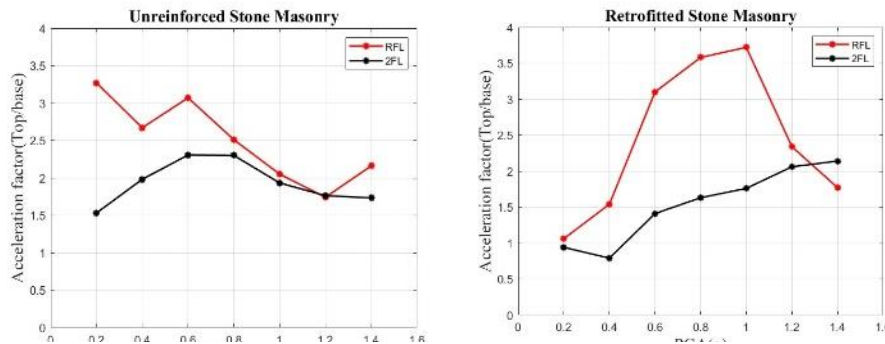 Unreinforced Stone Masonry
Acceleration factor(Top/base)
4
3.5
3
2.5
2
1.5
1
0.5
0
0 0.2 0.4 0.6 0.8 1 1.2 1.4 1.6
RFL
2FL
Retrofitted Stone Masonry
Acceleration factor(Top/base)
4
3.5
3
2.5
2
1.5
1
0.5
0
0 0.2 0.4 0.6 0.8 1 1.2 1.4 1.6
RFL
2FL